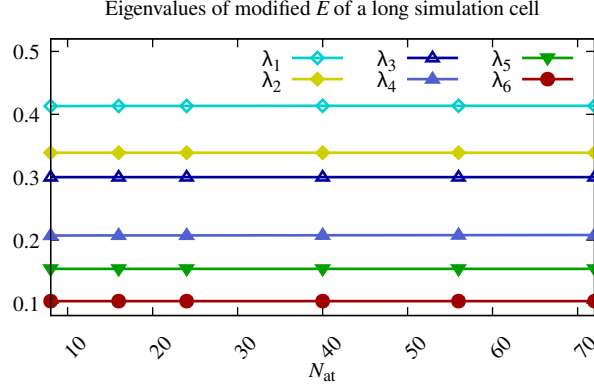 Eigenvalues of modified E of a long simulation cell
0.5
0.4
0.3
0.2
0.1
λ1 λ3 λ5
λ2 λ4 λ6
10 20 30 40 50 60 70
Nat